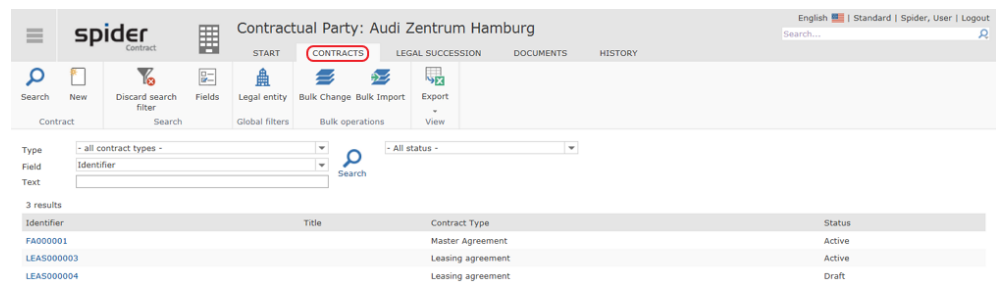 English | Standard | Spider, User | Logout
Search...
spider
Contract
Contractual Party: Audi Zentrum Hamburg
START CONTRACTS LEGAL SUCCESSION DOCUMENTS HISTORY
Search New Discard search filter Fields Legal entity Bulk Change Bulk Import Export
Contract Search Global filters Bulk operations View
Type - all contract types - - All status -
Field Identifier
Search
Text
3 results
Identifier Title Contract Type Status
FA000001 Master Agreement Active
LEAS000003 Leasing agreement Active
LEAS000004 Leasing agreement Draft